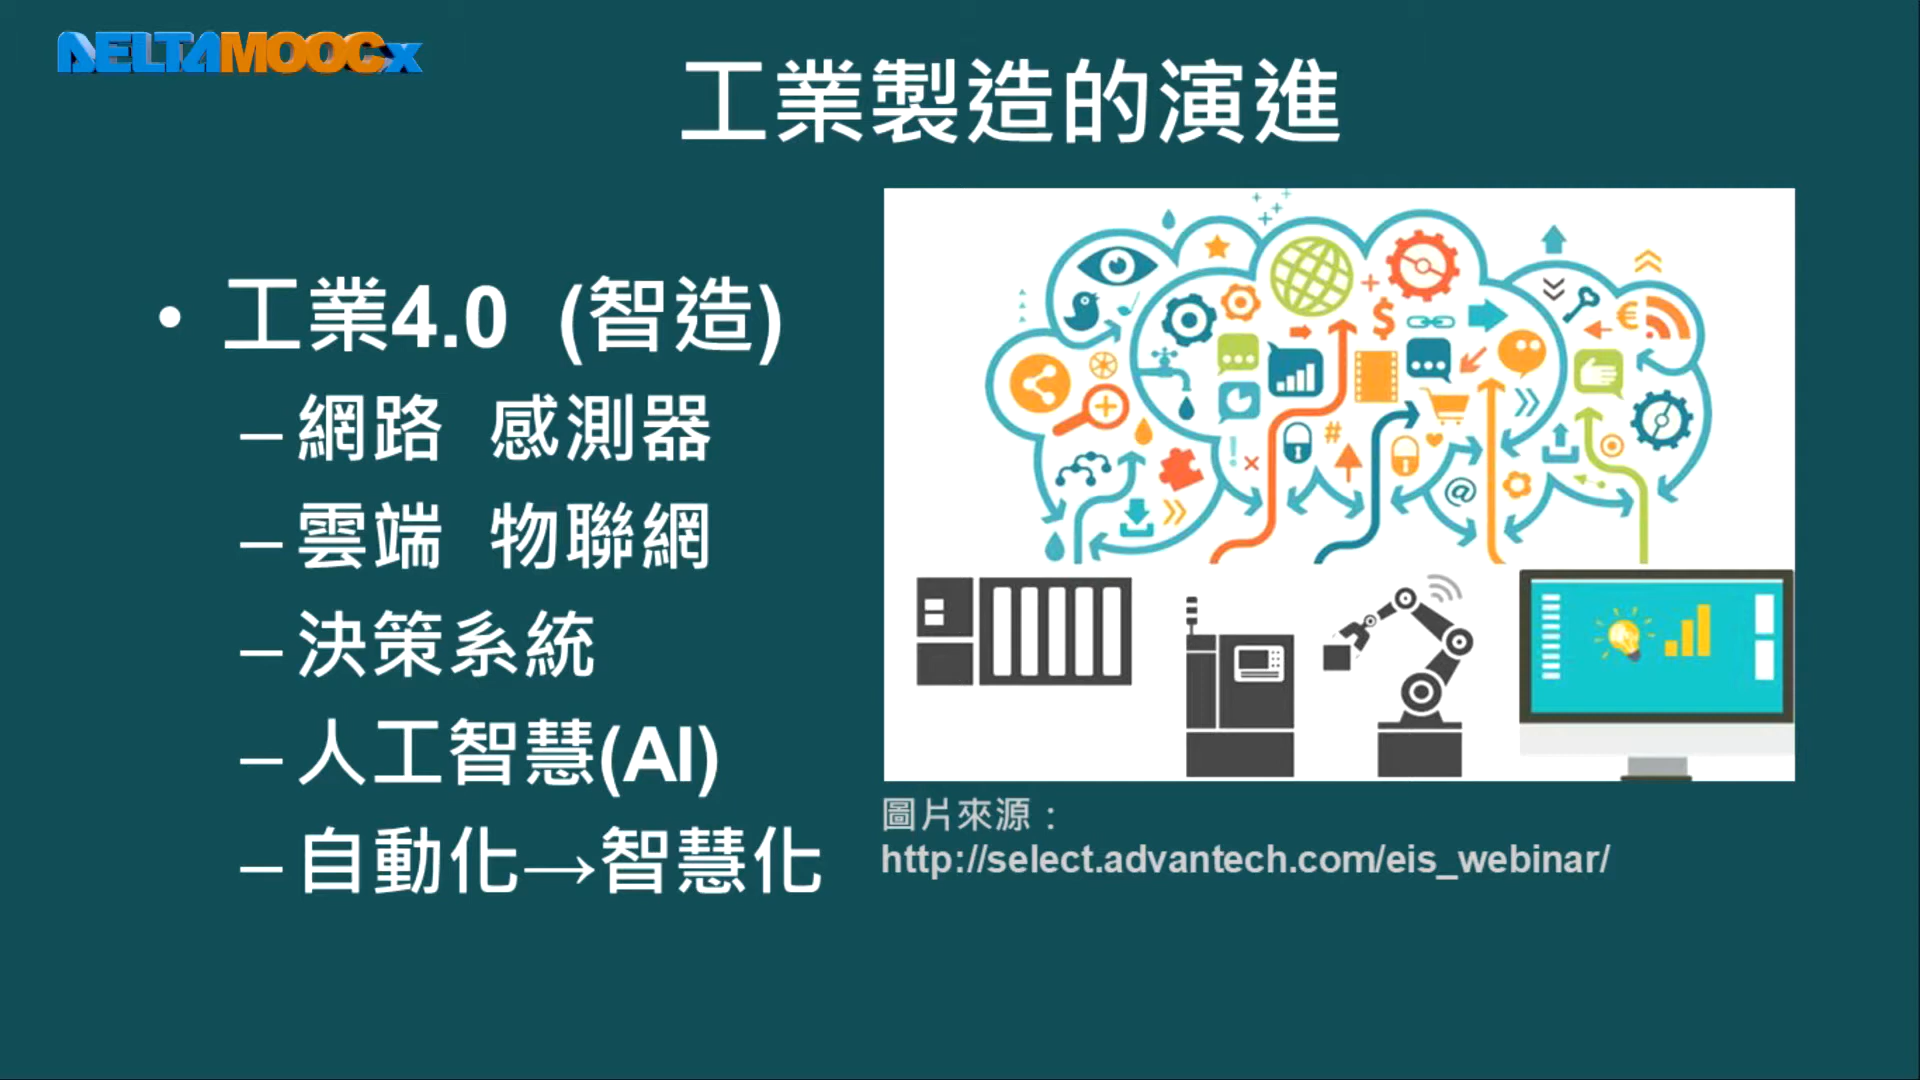 DELTAMOOCx
工業製造的演進
• 工業4.0 (智造)
– 網路 感測器
– 雲端 物聯網
– 決策系統
– 人工智慧(AI)
– 自動化→智慧化
圖片來源：
http://select.advantech.com/eis_webinar/